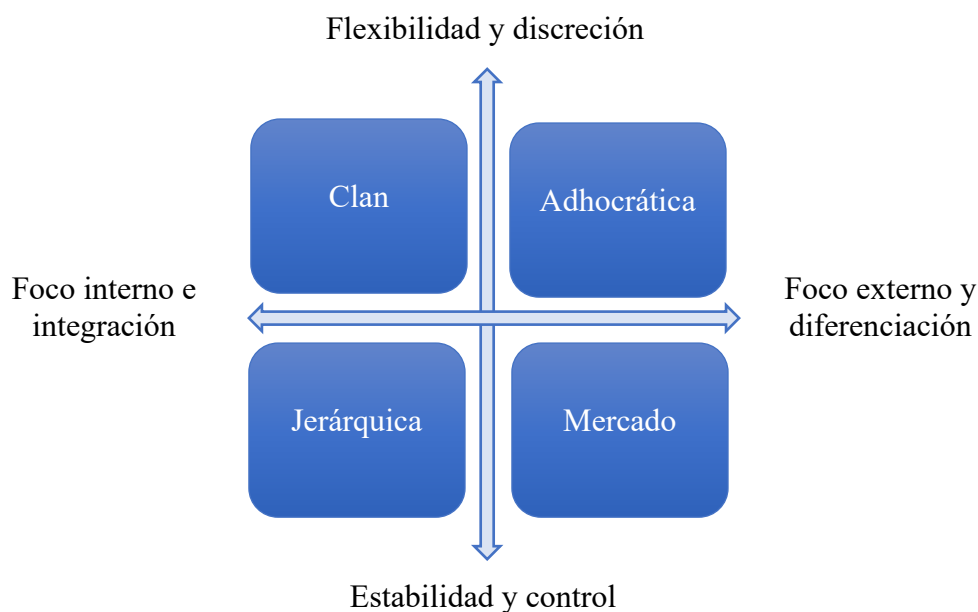 Flexibilidad y discreción
Clan
Adhocrática
Foco interno e
integración
Foco externo y
diferenciación
Jerárquica
Mercado
Estabilidad y control